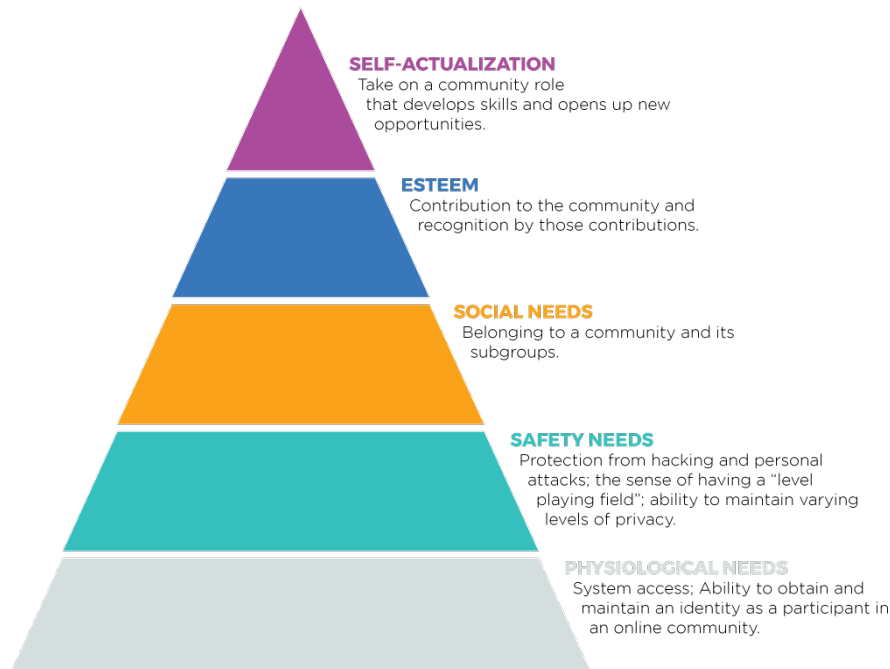 SELF-ACTUALIZATION
Take on a community role
that develops skills and opens up new
opportunities.
ESTEEM
Contribution to the community and
recognition by those contributions.
SOCIAL NEEDS
Belonging to a community and its
subgroups.
SAFETY NEEDS
Protection from hacking and personal
attacks; the sense of having a “level
playing field”; ability to maintain varying
levels of privacy.
PHYSIOLOGICAL NEEDS
System access; Ability to obtain and
maintain an identity as a participant in
an online community.